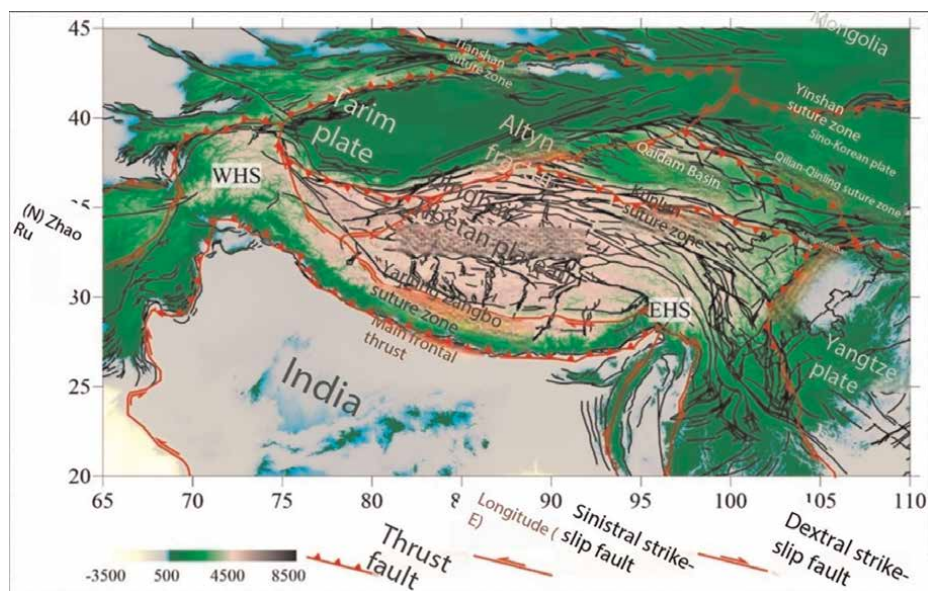 45
40
35
30
25
20
(N) Zhao
Ru
Mongolia
Tianshan
suture zone
Yinshan
suture zone
Sino-Korean plate
Qilian-Qinling suture zone
Tarim
plate
Altyn
Qaidam Basin
WHS
Kunlun
suture zone
Tibetan plateau
Yarlung Zangbo
suture zone
EHS
Main frontal
thrust
India
Yangtze
plate
65
70
75
80
90
95
100
105
110
Longitude (
E)
-3500
500
4500
8500
Thrust
fault
Sinistral strike-
slip fault
Dextral strike-
slip fault